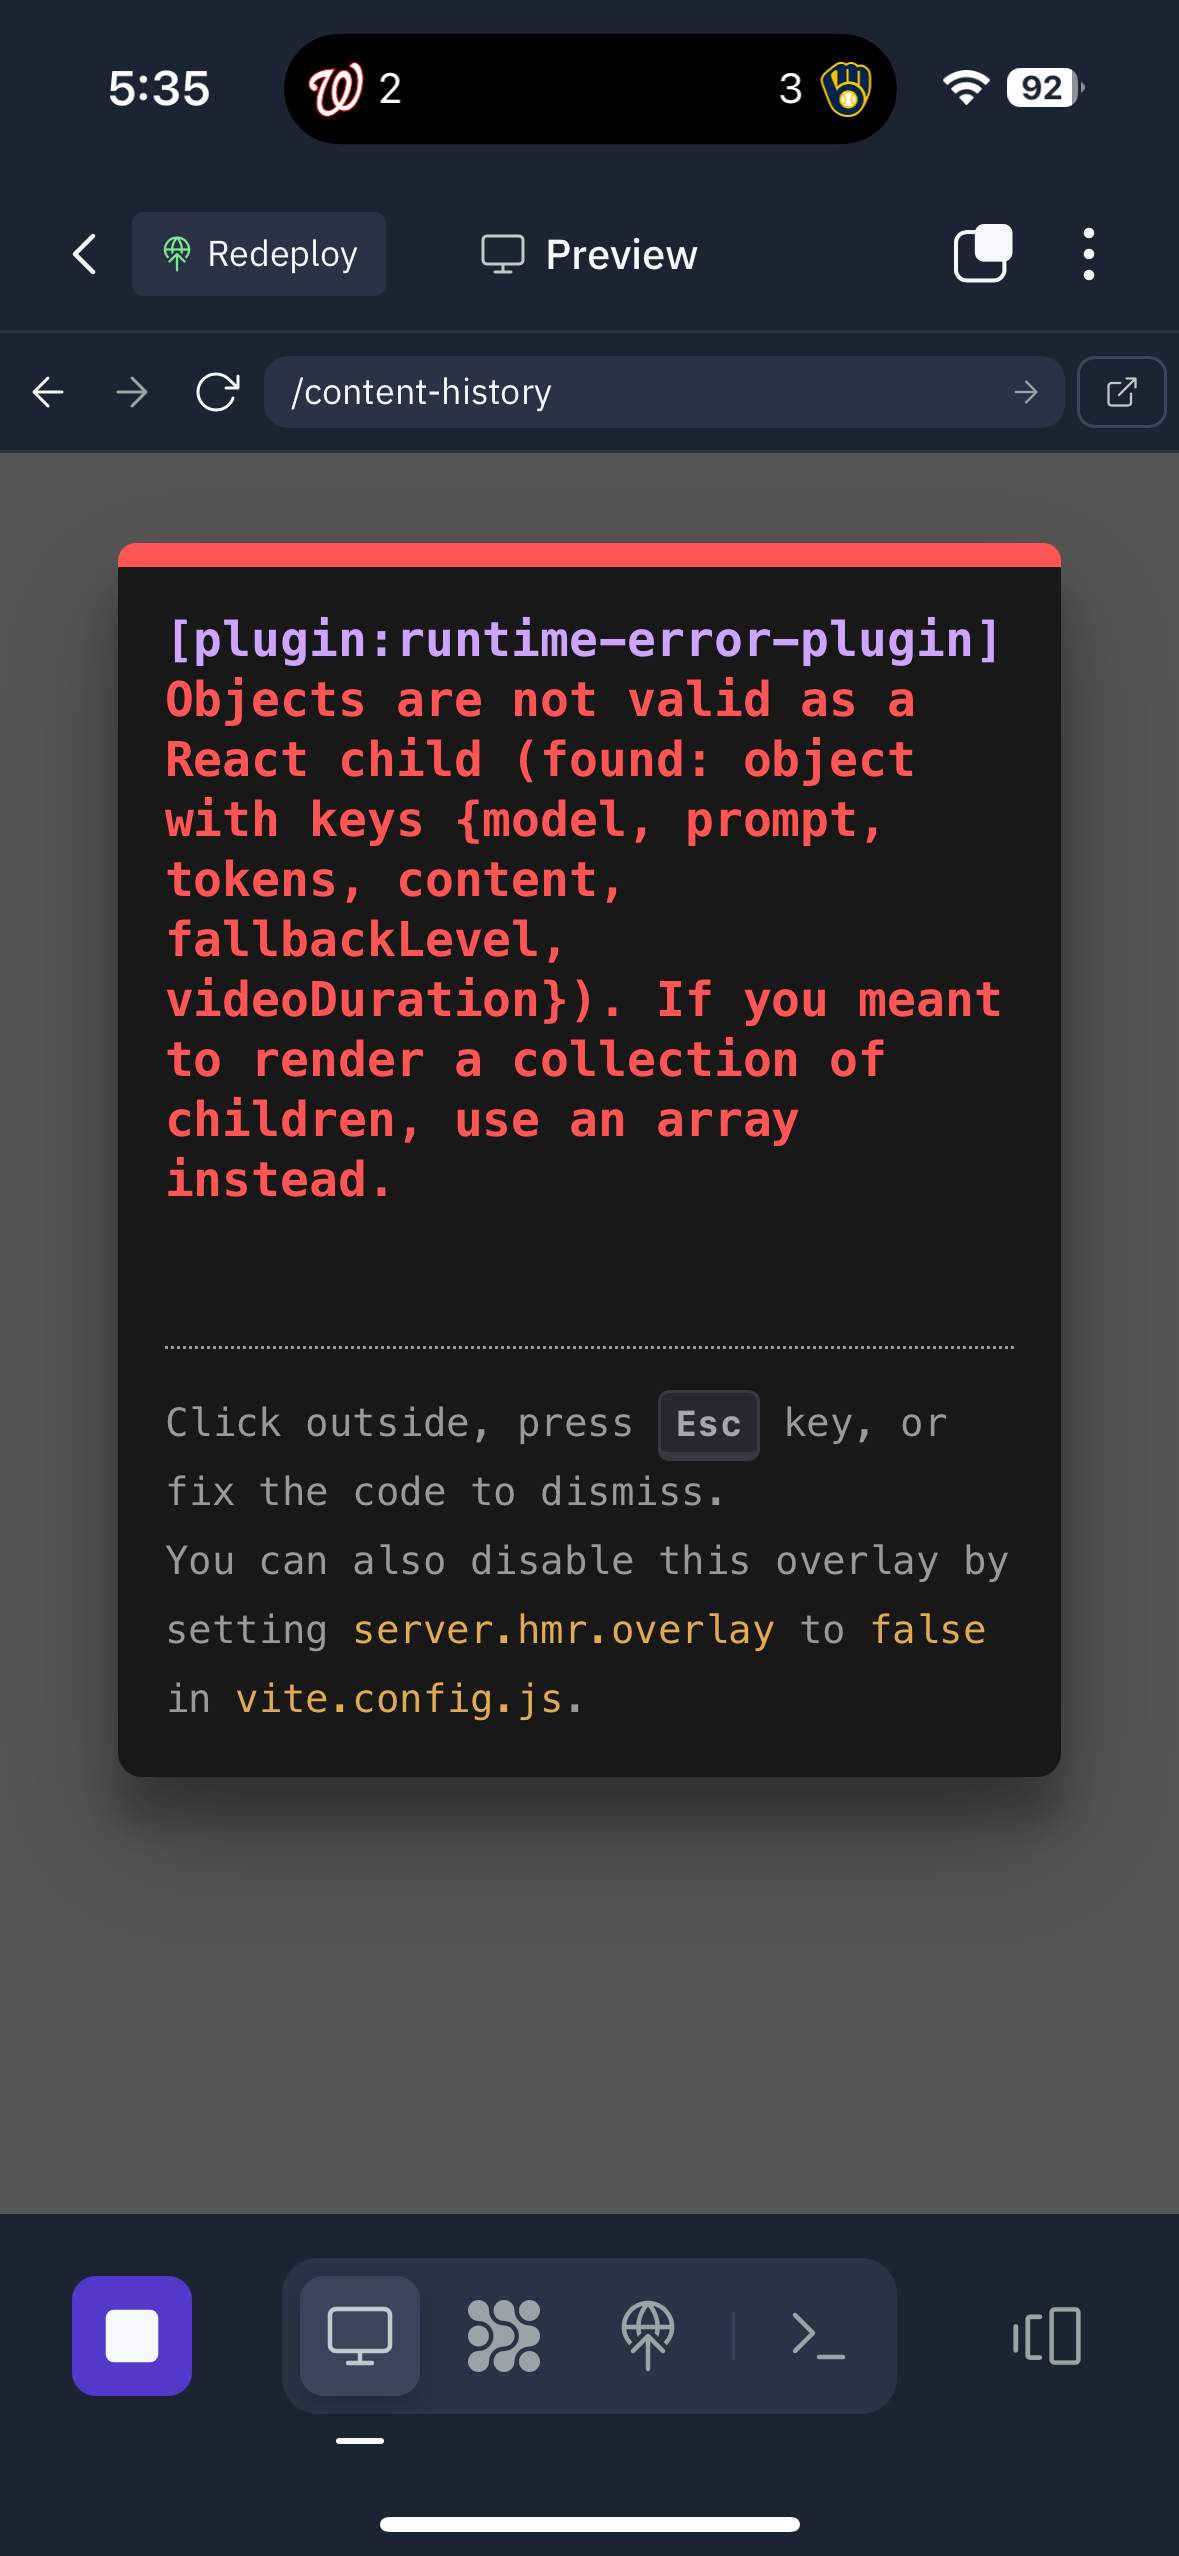 5:35
2
3
92
Redeploy
Preview
/content-history
[plugin:runtime-error-plugin]
Objects are not valid as a
React child (found: object
with keys {model, prompt,
tokens, content,
fallbackLevel,
videoDuration}). If you meant
to render a collection of
children, use an array
instead.
Click outside, press Esc key, or
fix the code to dismiss.
You can also disable this overlay by
setting server.hmr.overlay to false
in vite.config.js.